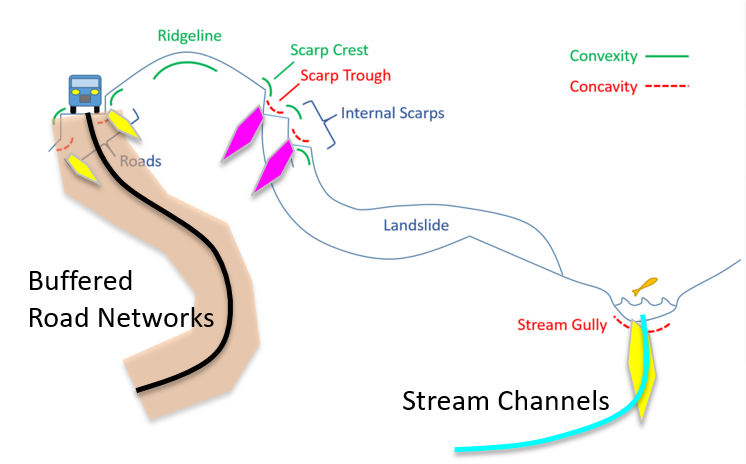 Ridgeline
Scarp Crest
Scarp Trough
Convexity
Concavity
Internal Scarps
Roads
Landslide
Buffered
Road Networks
Stream Gully
Stream Channels